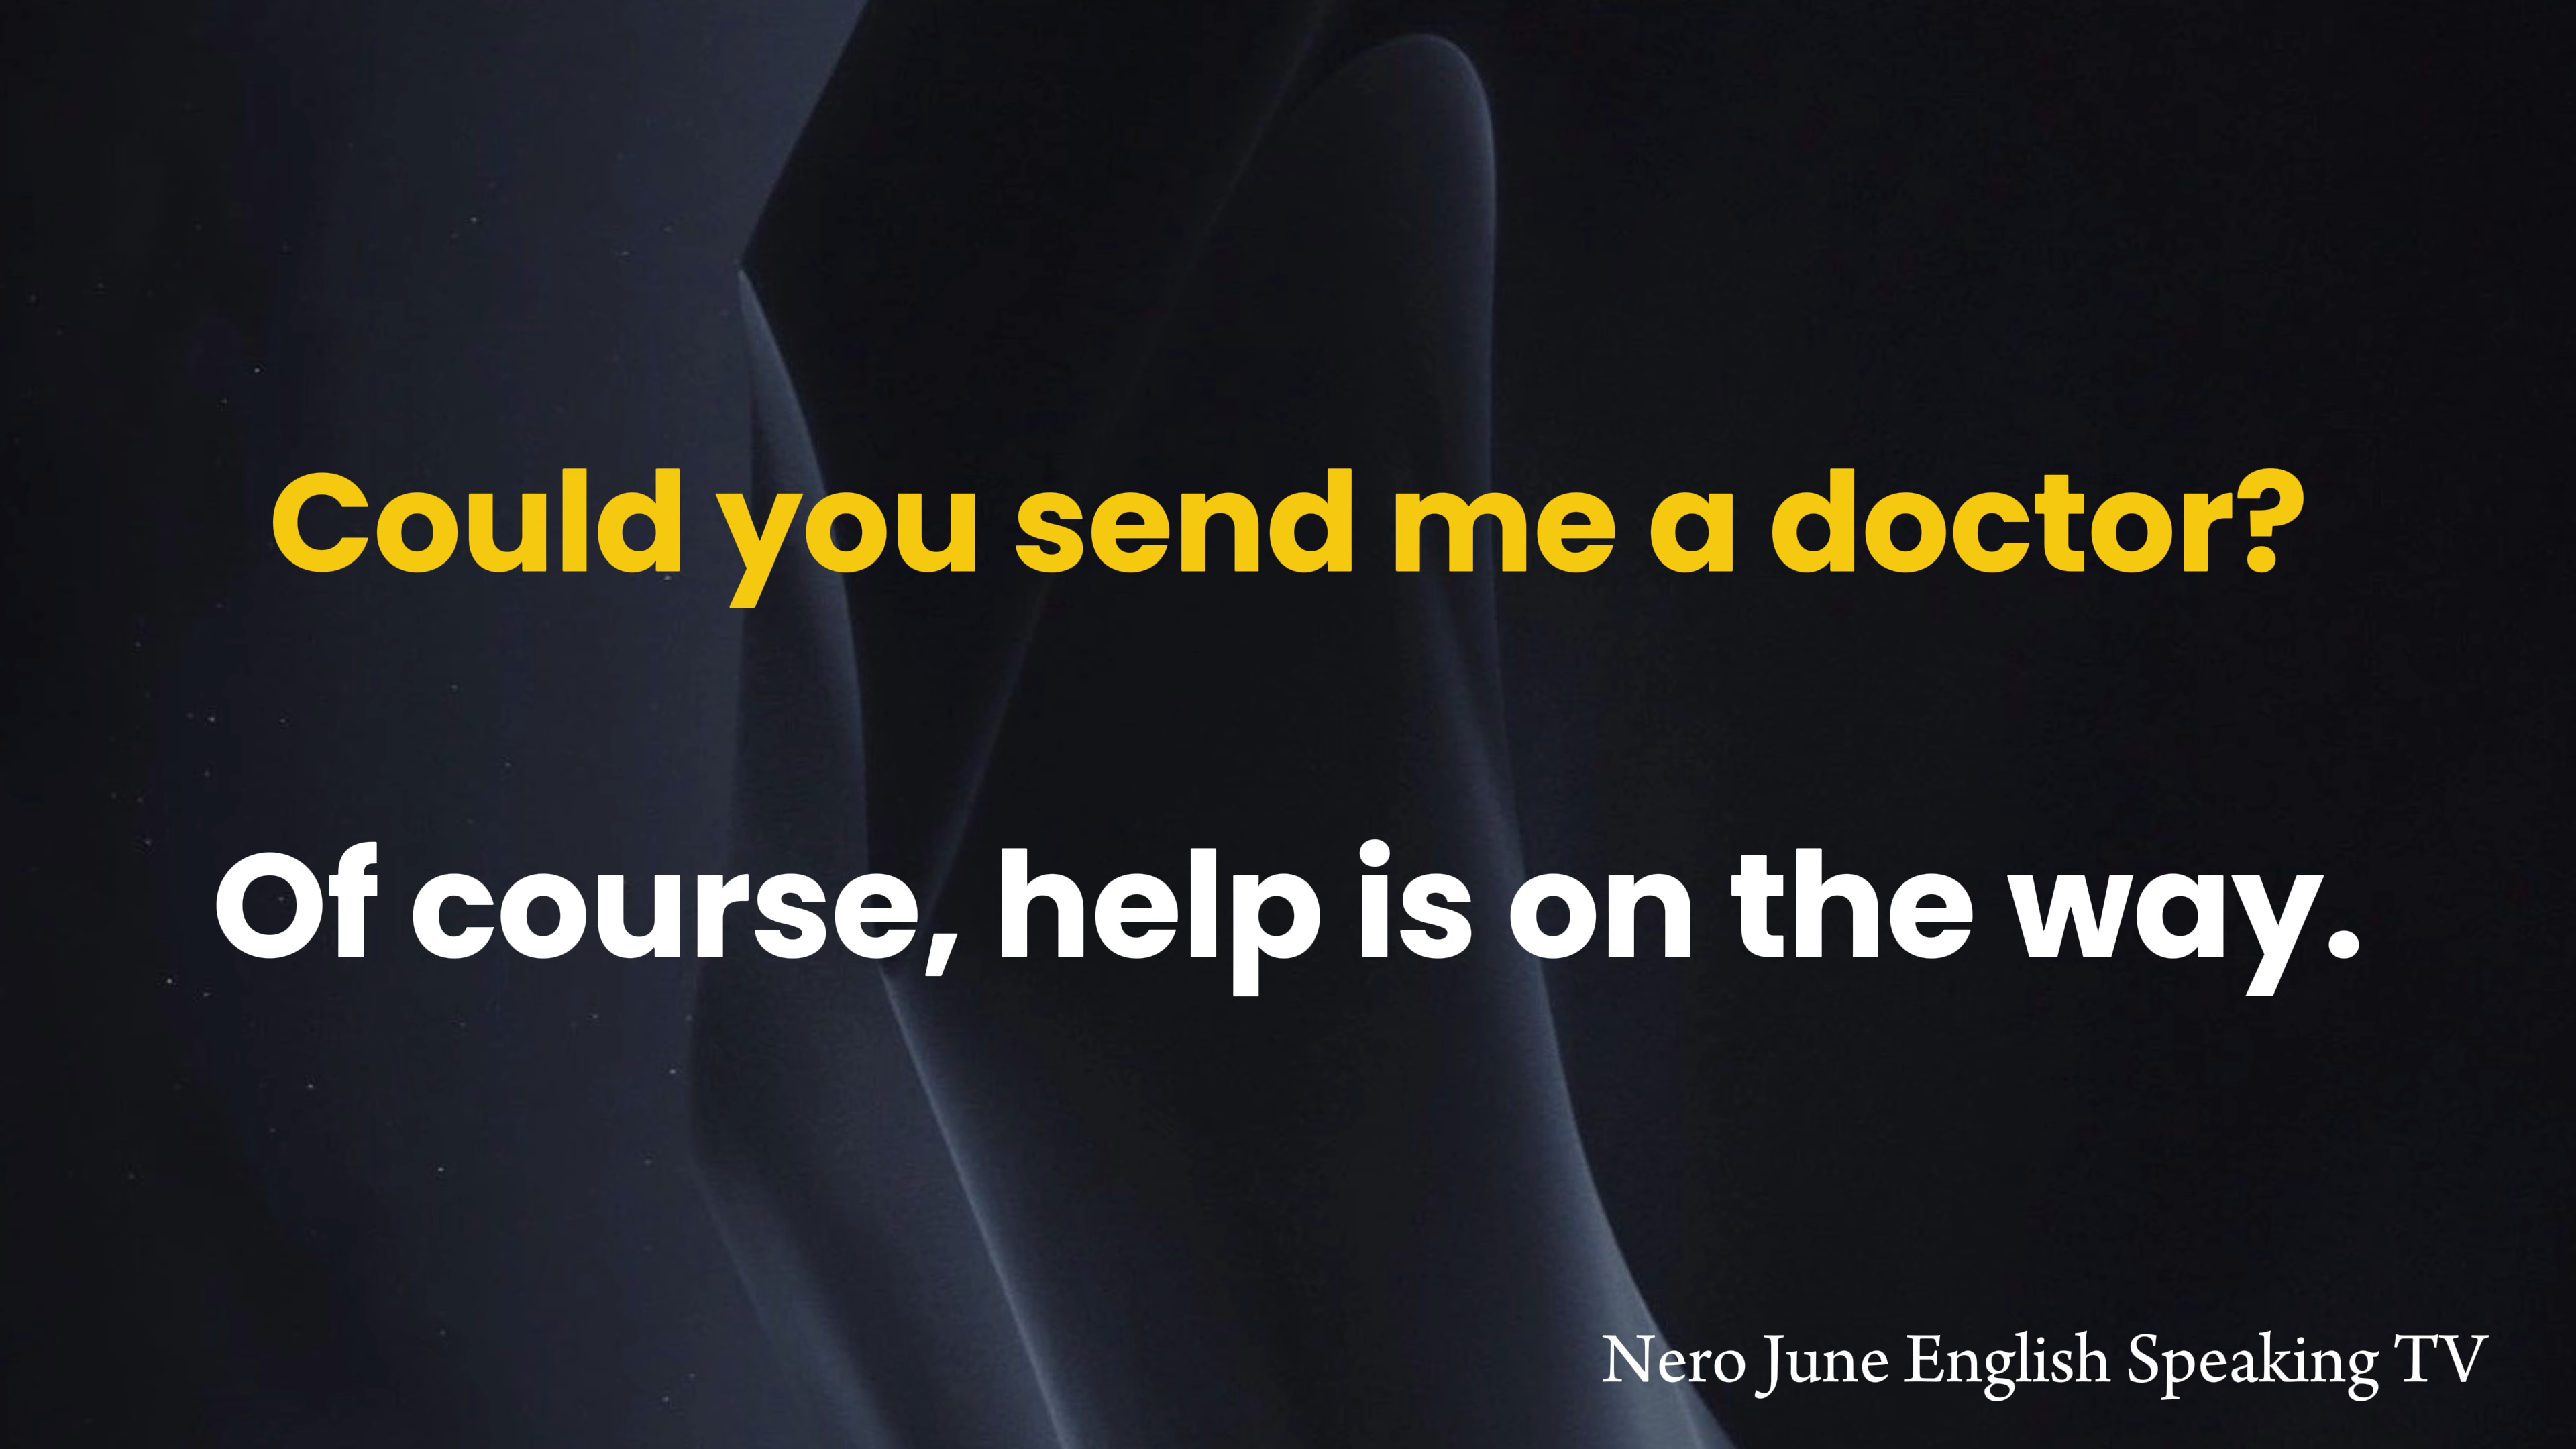 Could you send me a doctor?
Of course, help is on the way.
Nero June English Speaking TV